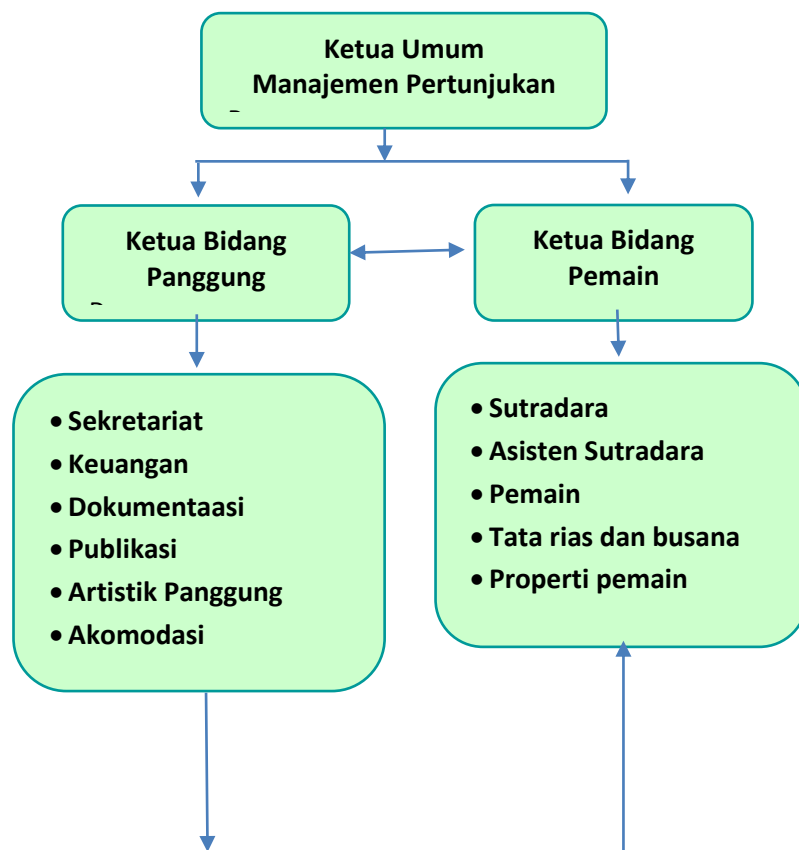 Ketua Umum
Manajemen Pertunjukan
Ketua Bidang
Panggung
Ketua Bidang
Pemain
• Sekretariat
• Keuangan
• Dokumentaasi
• Publikasi
• Artistik Panggung
• Akomodasi
• Sutradara
• Asisten Sutradara
• Pemain
• Tata rias dan busana
• Properti pemain